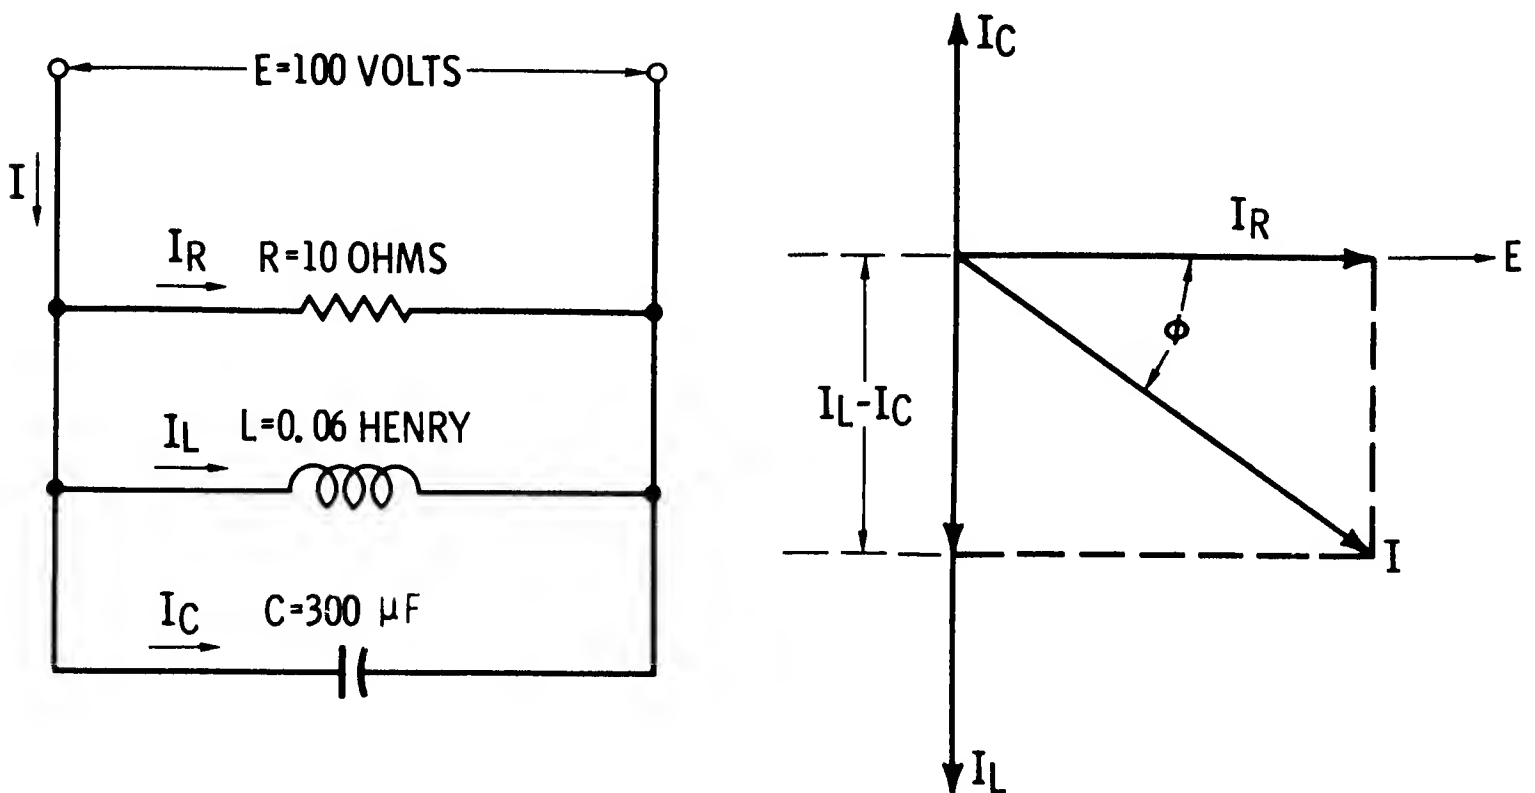 E=100 VOLTS
I
IR R=10 OHMS
IL L=0.06 HENRY
IC C=300 μF
IC
IR
E
Φ
IL-IC
I
IL